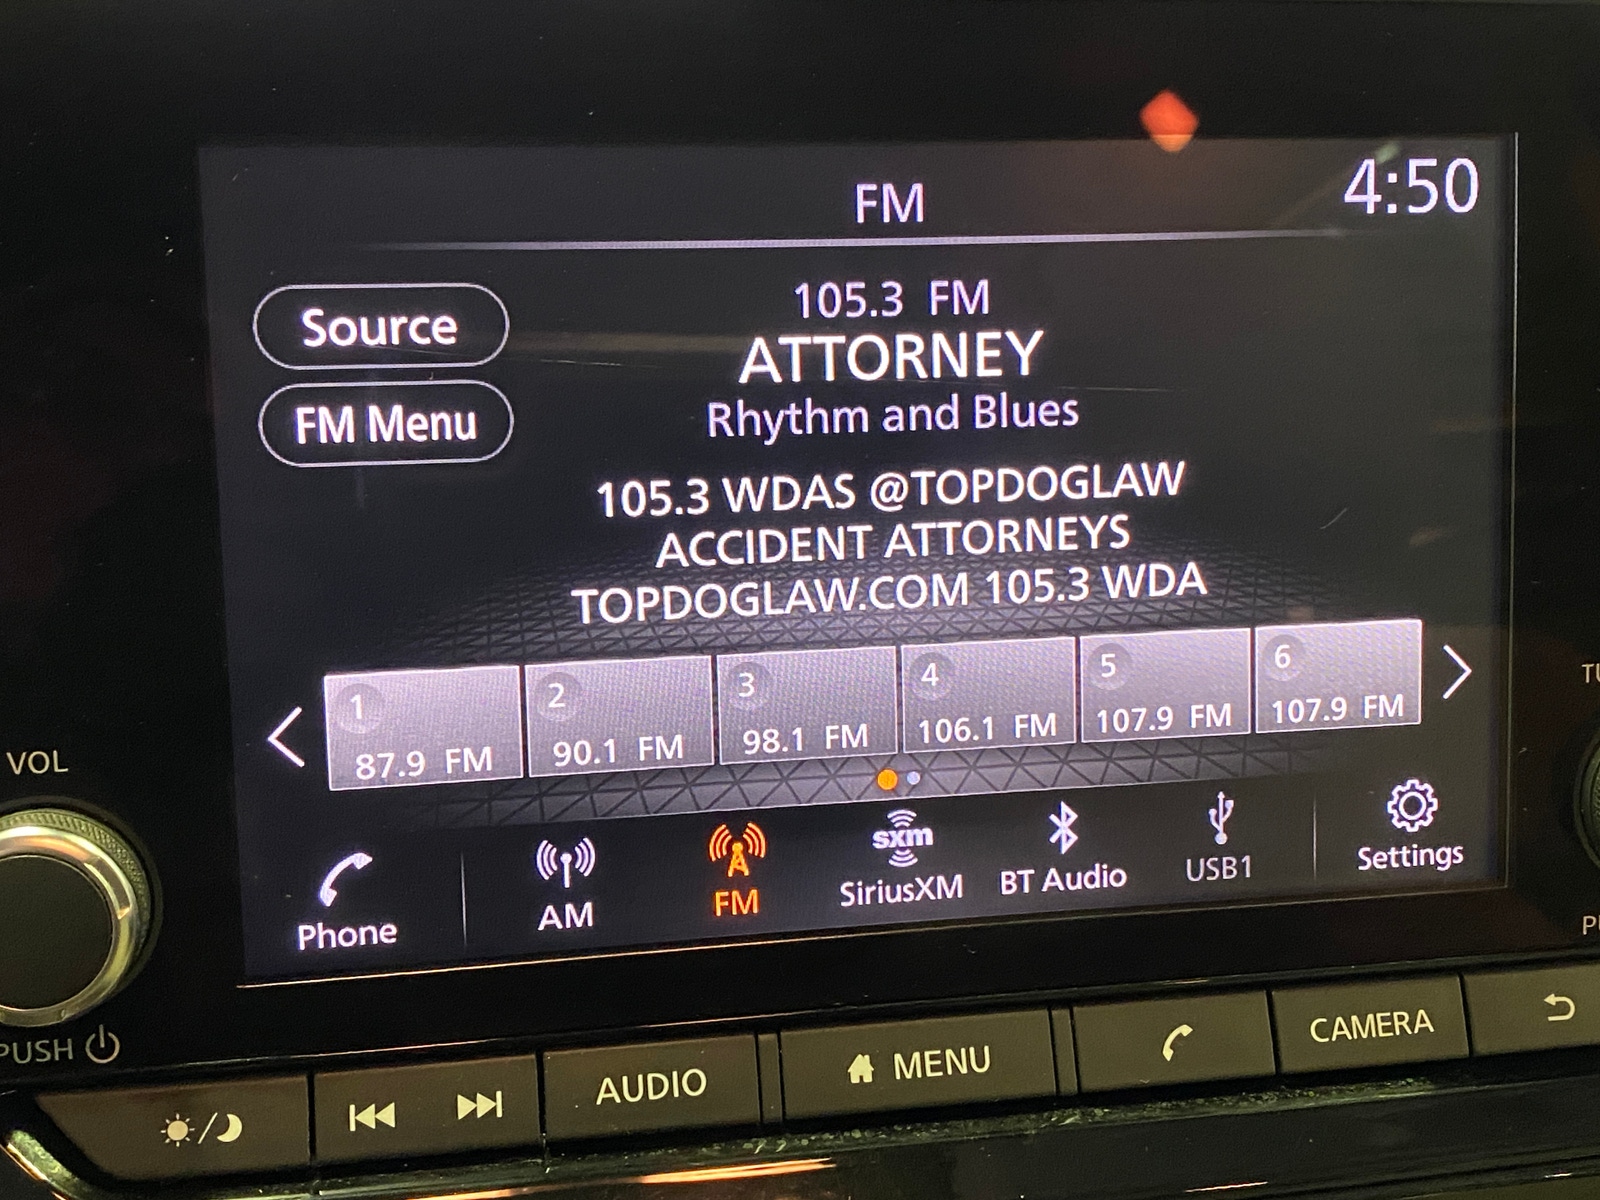 FM
4:50
Source
FM Menu
105.3 FM
ATTORNEY
Rhythm and Blues
105.3 WDAS @TOPDOGLAW
ACCIDENT ATTORNEYS
TOPDOGLAW.COM 105.3 WDA
1
87.9 FM
2
90.1 FM
3
98.1 FM
4
106.1 FM
5
107.9 FM
6
107.9 FM
Phone
AM
FM
sxm
SiriusXM
BT Audio
USB1
Settings
VOL
PUSH
AUDIO
MENU
CAMERA